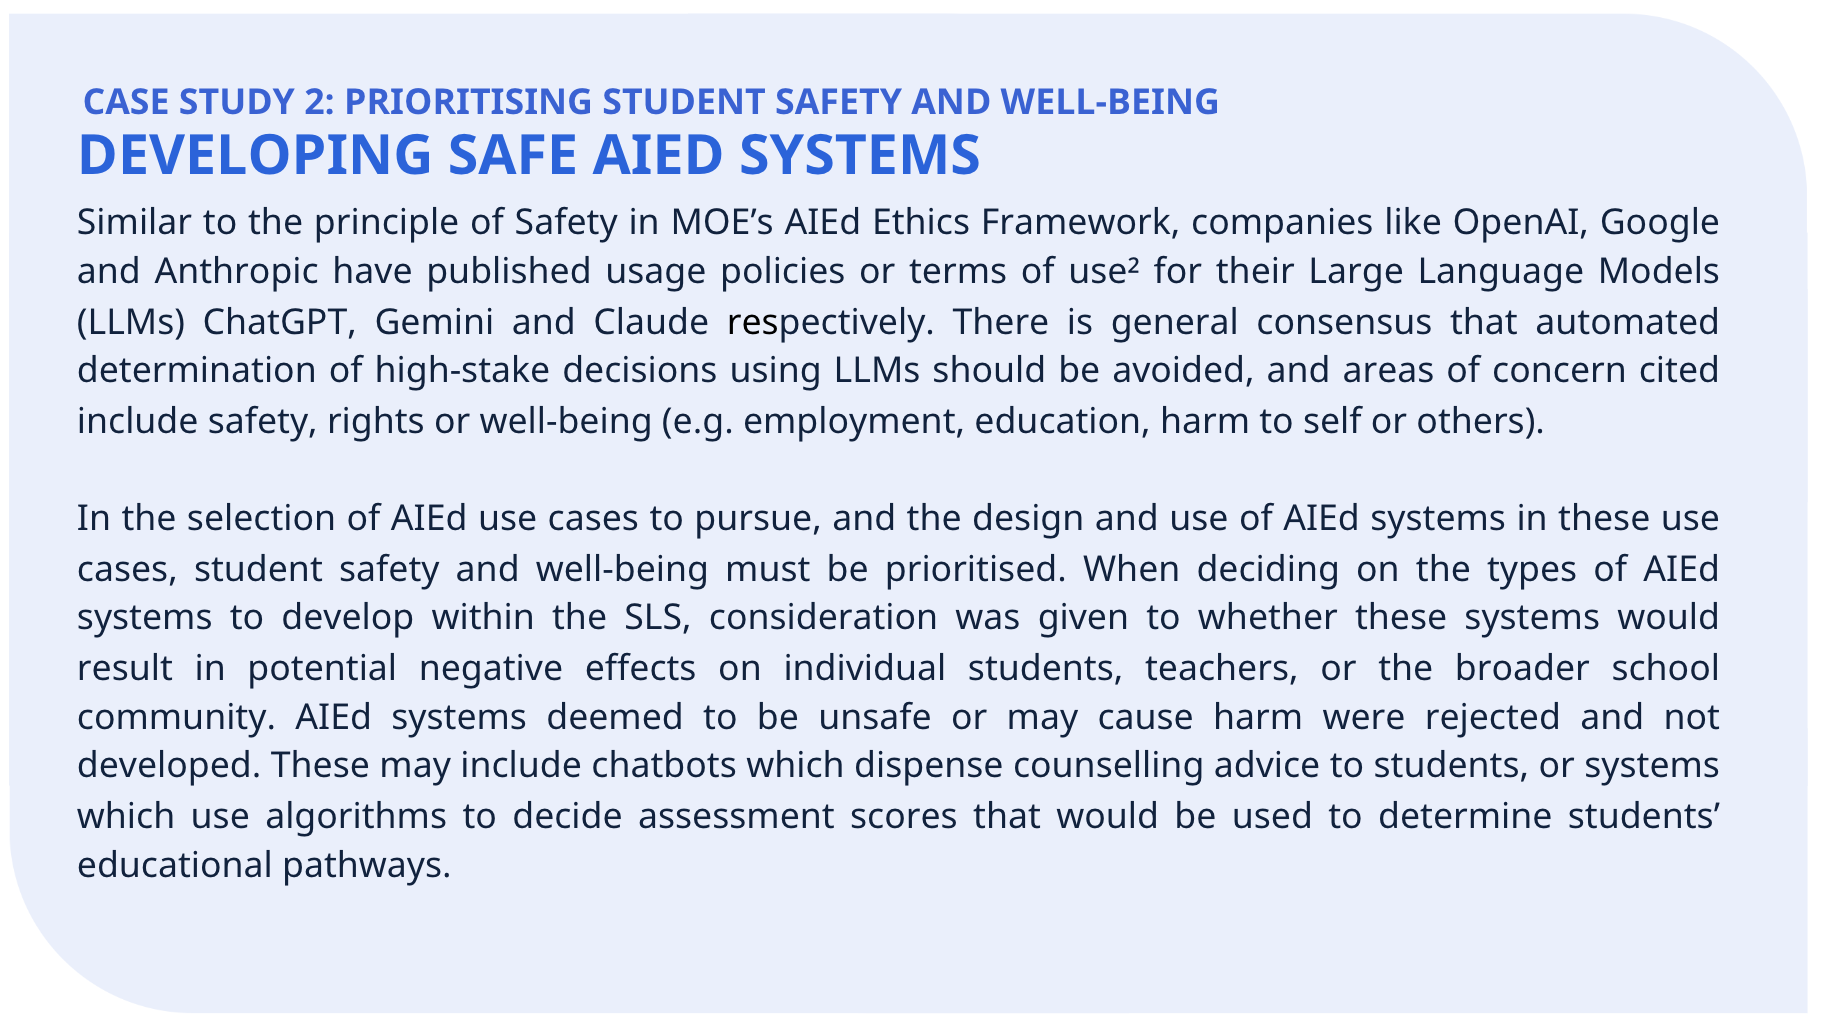 CASE STUDY 2: PRIORITISING STUDENT SAFETY AND WELL-BEING
DEVELOPING SAFE AIED SYSTEMS
Similar to the principle of Safety in MOE’s AIEd Ethics Framework, companies like OpenAI, Google
and Anthropic have published usage policies or terms of use² for their Large Language Models
(LLMs) ChatGPT, Gemini and Claude respectively. There is general consensus that automated
determination of high-stake decisions using LLMs should be avoided, and areas of concern cited
include safety, rights or well-being (e.g. employment, education, harm to self or others).
In the selection of AIEd use cases to pursue, and the design and use of AIEd systems in these use
cases, student safety and well-being must be prioritised. When deciding on the types of AIEd
systems to develop within the SLS, consideration was given to whether these systems would
result in potential negative effects on individual students, teachers, or the broader school
community. AIEd systems deemed to be unsafe or may cause harm were rejected and not
developed. These may include chatbots which dispense counselling advice to students, or systems
which use algorithms to decide assessment scores that would be used to determine students’
educational pathways.